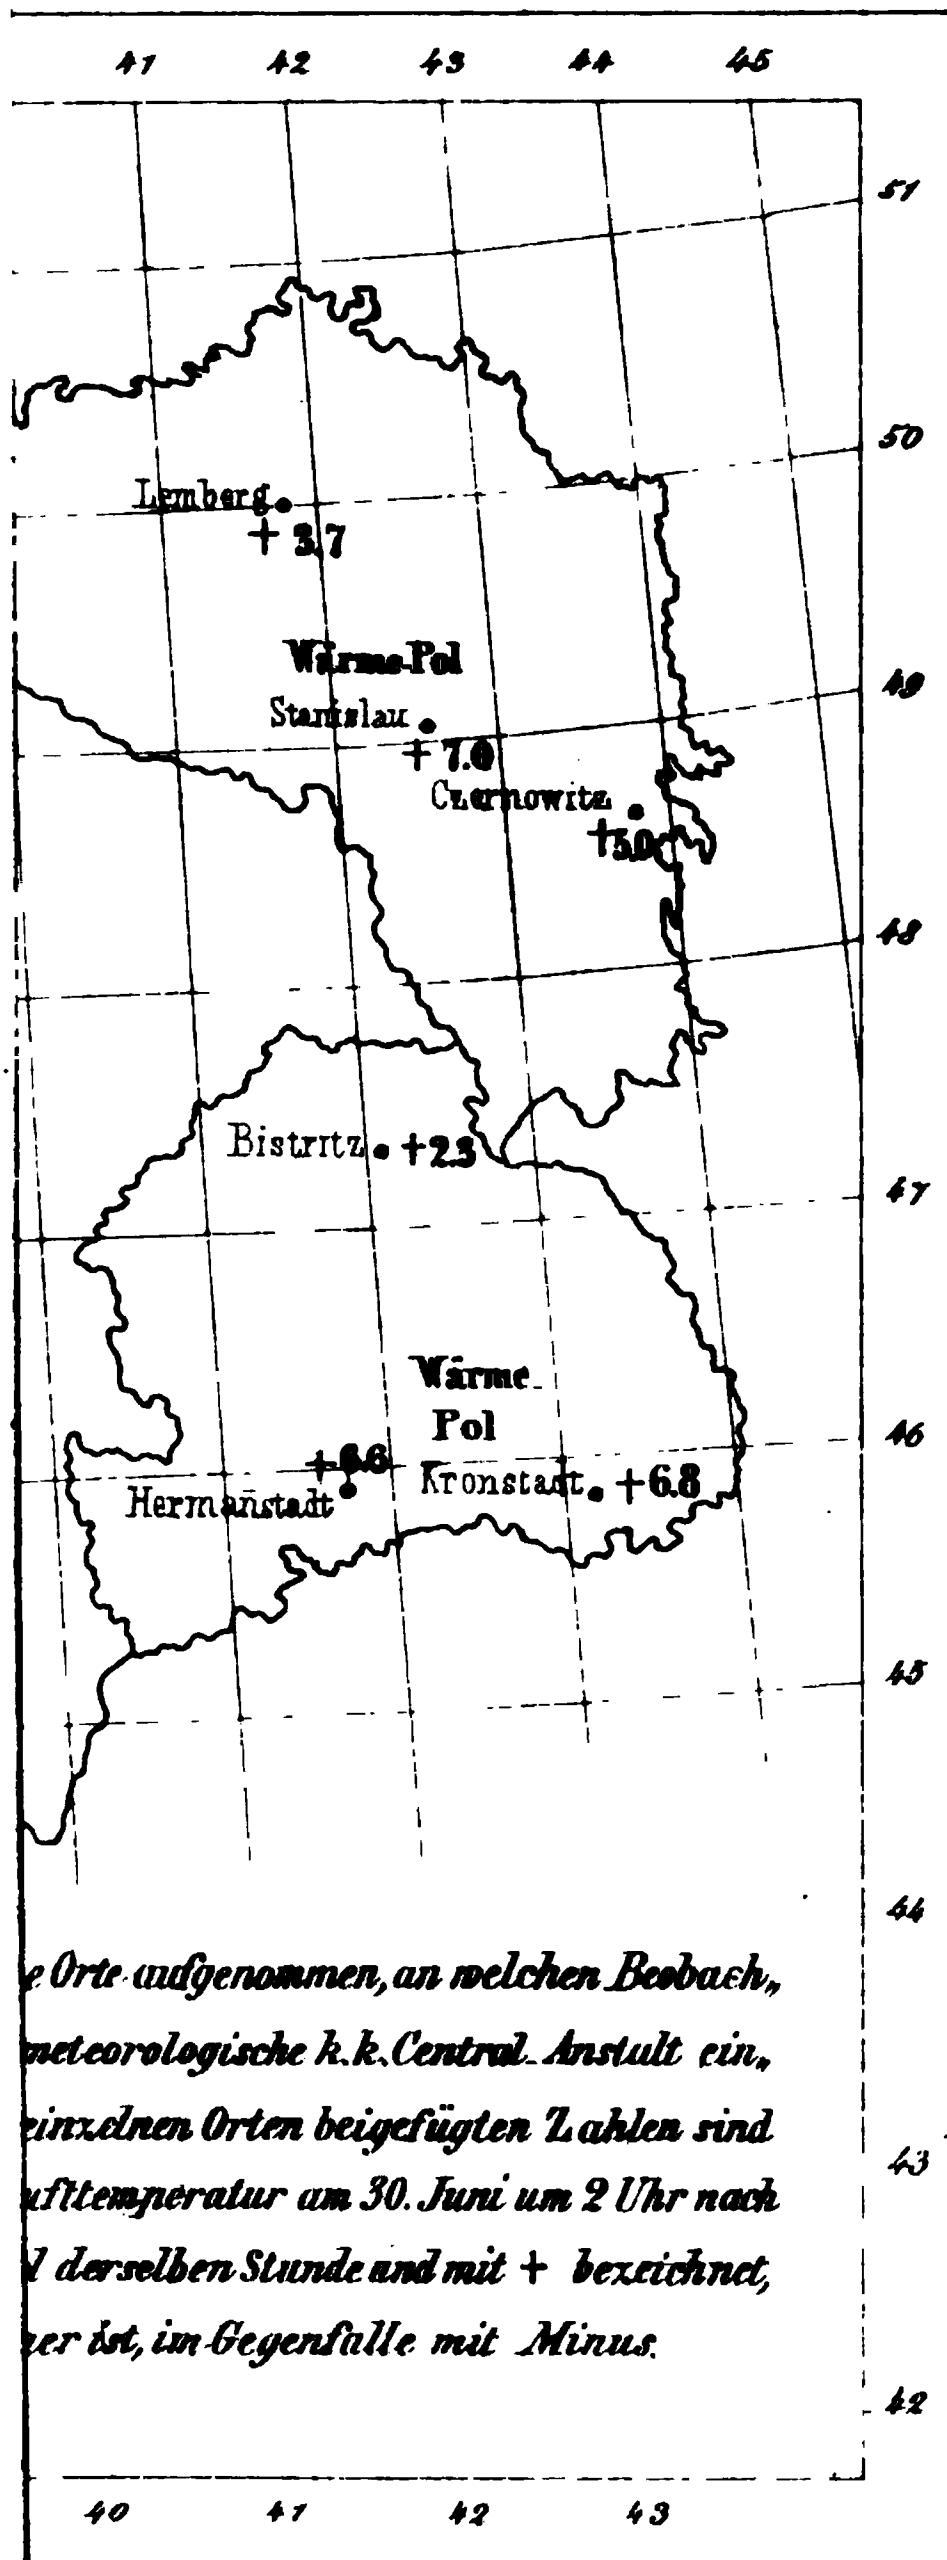 41 42 43 44 45
51
50
Lemberg
+ 3.7
Wärme-Pol
49
Stanislau
+ 7.0
Czernowitz
+5.0
48
Bistritz +2.3
47
Wärme
Pol
46
+6.6
Kronstadt +6.8
Hermanstadt
45
44
e Orte aufgenommen, an welchen Beobach„
meteorologische k.k. Central-Anstalt ein„
einzelnen Orten beigefügten Zahlen sind
43
ufttemperatur am 30. Juni um 2 Uhr nach
derselben Stunde und mit + bezeichnet,
er ist, im Gegenfalle mit Minus.
42
40 41 42 43